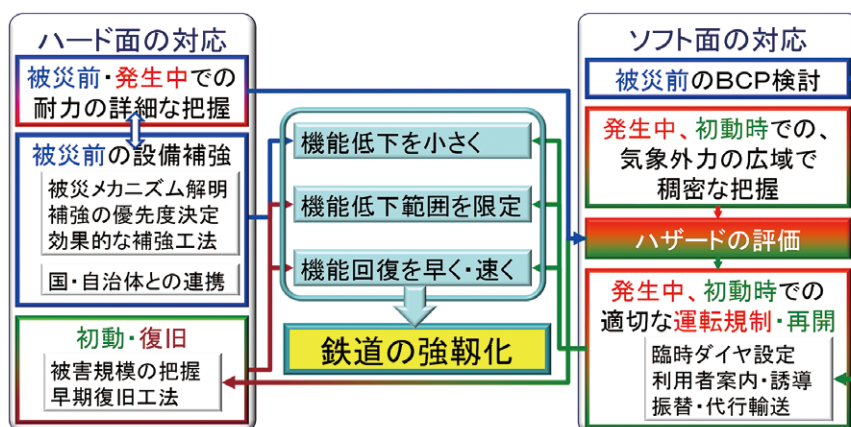 ハード面の対応
被災前・発生中での
耐力の詳細な把握
被災前の設備補強
被災メカニズム解明
補強の優先度決定
効果的な補強工法
国・自治体との連携
初動・復旧
被害規模の把握
早期復旧工法
機能低下を小さく
機能低下範囲を限定
機能回復を早く・速く
鉄道の強靱化
ソフト面の対応
被災前のBCP検討
発生中、初動時での、
気象外力の広域で
稠密な把握
ハザードの評価
発生中、初動時での
適切な運転規制・再開
臨時ダイヤ設定
利用者案内・誘導
振替・代行輸送